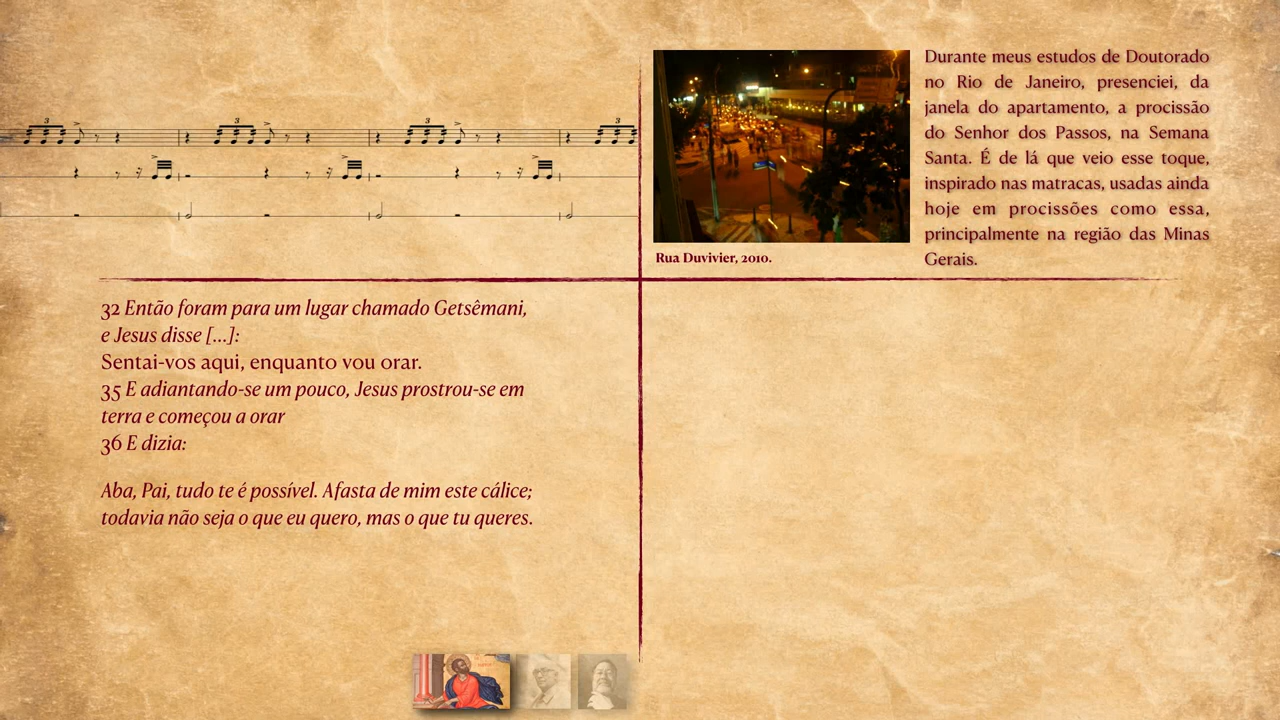 3
3
3
3
Durante meus estudos de Doutorado
no Rio de Janeiro, presenciei, da
janela do apartamento, a procissão
do Senhor dos Passos, na Semana
Santa. É de lá que veio esse toque,
inspirado nas matracas, usadas ainda
hoje em procissões como essa,
principalmente na região das Minas
Gerais.
Rua Duvivier, 2010.
32 Então foram para um lugar chamado Getsêmani,
e Jesus disse [...]:
Sentai-vos aqui, enquanto vou orar.
35 E adiantando-se um pouco, Jesus prostrou-se em
terra e começou a orar
36 E dizia:
Aba, Pai, tudo te é possível. Afasta de mim este cálice;
todavia não seja o que eu quero, mas o que tu queres.